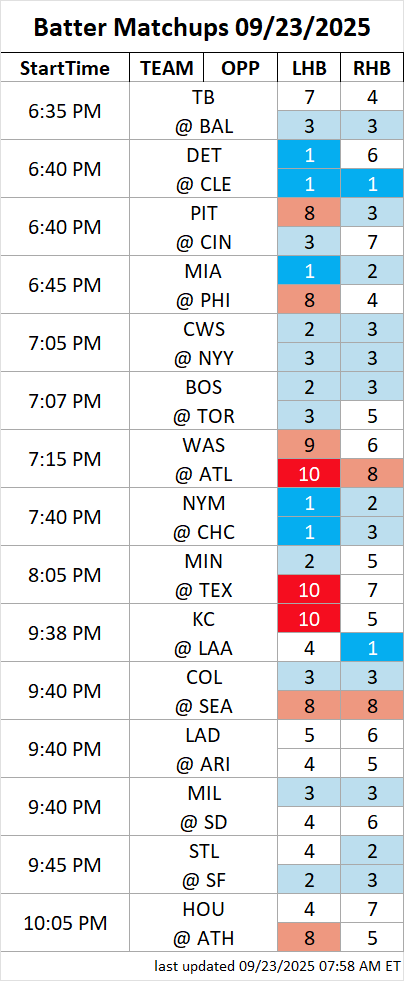 Batter Matchups 09/23/2025
StartTime TEAM OPP LHB RHB
6:35 PM
TB 7 4
@ BAL 3 3
6:40 PM
DET 1 6
@ CLE 1 1
6:40 PM
PIT 8 3
@ CIN 3 7
6:45 PM
MIA 1 2
@ PHI 8 4
7:05 PM
CWS 2 3
@ NYY 3 3
7:07 PM
BOS 2 3
@ TOR 3 5
7:15 PM
WAS 9 6
@ ATL 10 8
7:40 PM
NYM 1 2
@ CHC 1 3
8:05 PM
MIN 2 5
@ TEX 10 7
9:38 PM
KC 10 5
@ LAA 4 1
9:40 PM
COL 3 3
@ SEA 8 8
9:40 PM
LAD 5 6
@ ARI 4 5
9:40 PM
MIL 3 3
@ SD 4 6
9:45 PM
STL 4 2
@ SF 2 3
10:05 PM
HOU 4 7
@ ATH 8 5
last updated 09/23/2025 07:58 AM ET